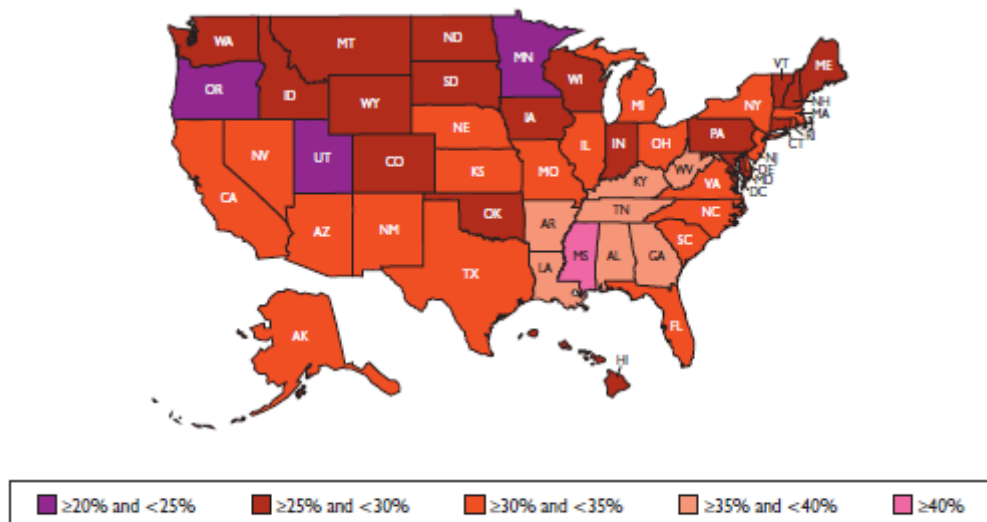 WA
MT
ND
MN
VT
ME
OR
ID
SD
WI
NH
WY
MI
NY
MA
RI
CT
IA
PA
NE
NJ
NV
UT
CO
IL
IN
OH
DE
MD
DC
WV
VA
KS
MO
KY
CA
NC
TN
OK
AR
SC
AZ
NM
MS
AL
GA
LA
TX
FL
AK
HI
≥20% and <25%
≥25% and <30%
≥30% and <35%
≥35% and <40%
≥40%